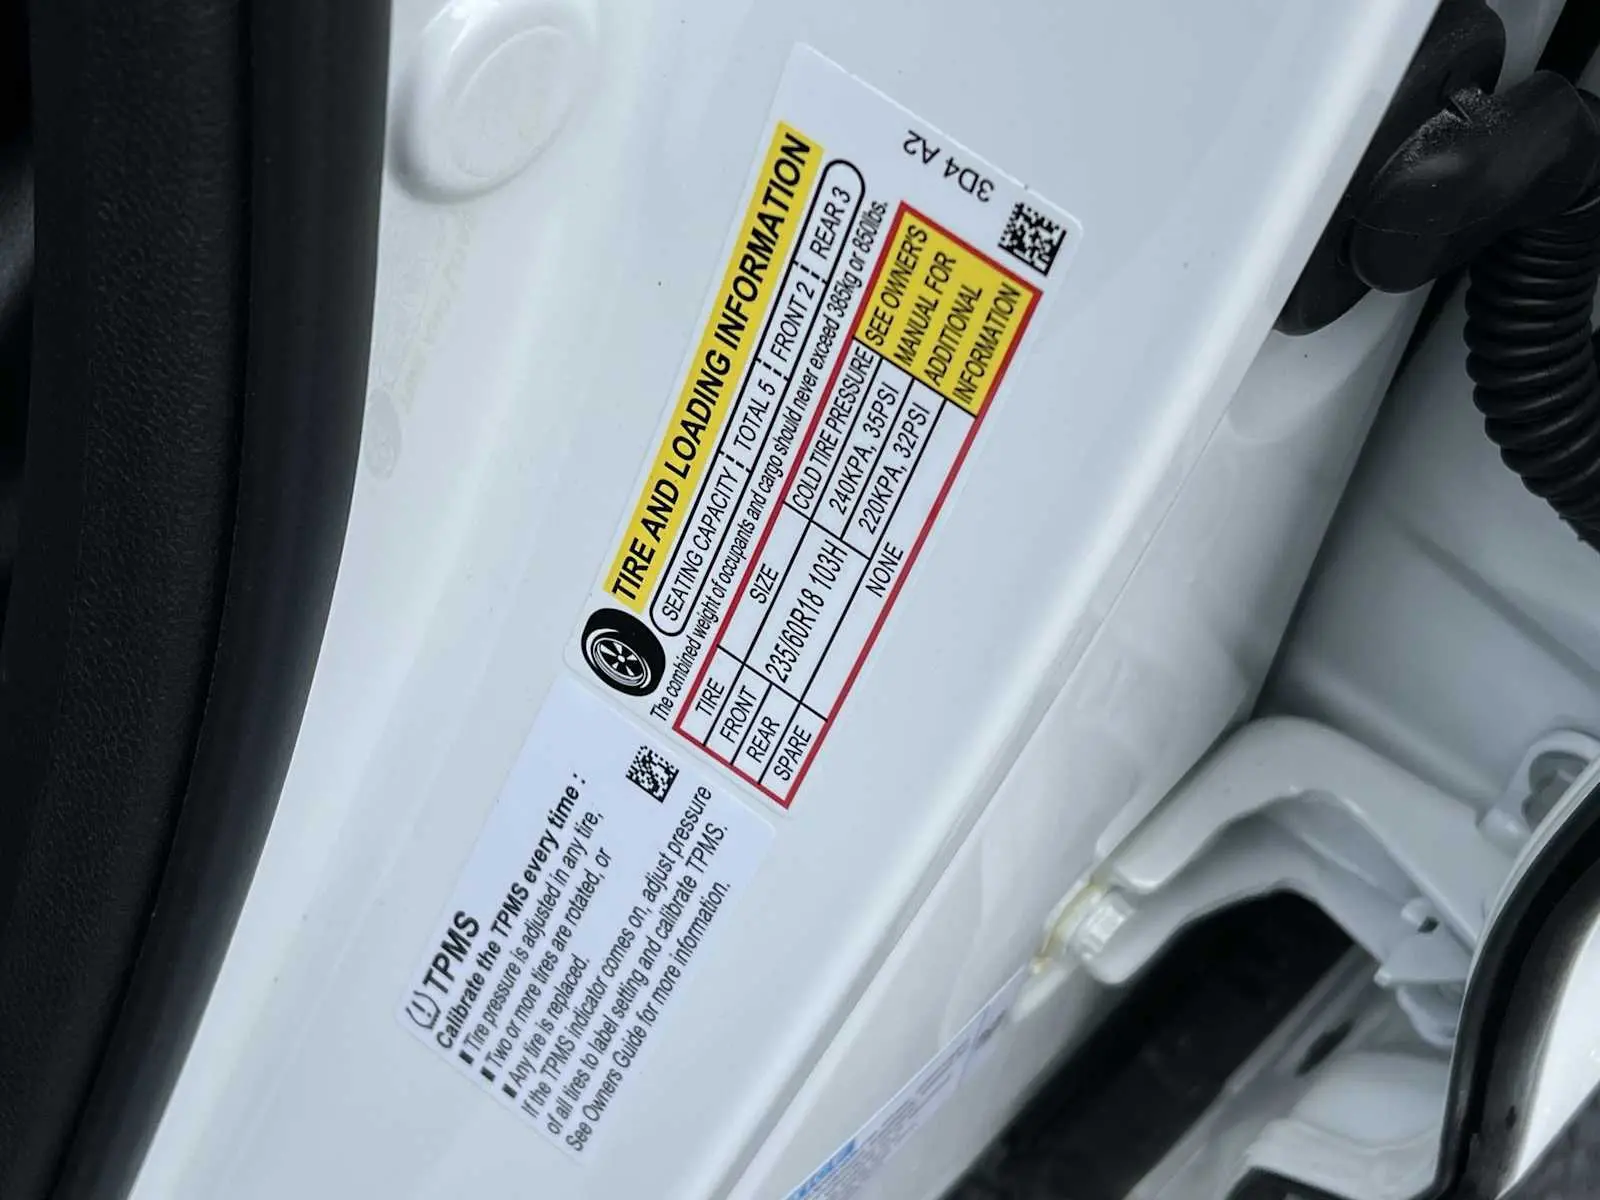 TIRE AND LOADING INFORMATION
SEATING CAPACITY TOTAL 5 FRONT 2 REAR 3
The combined weight of occupants and cargo should never exceed 385kg or 850lbs.
TIRE SIZE COLD TIRE PRESSURE
FRONT 235/60R18 103H 240KPA, 35PSI
REAR 220KPA, 32PSI
SPARE NONE
SEE OWNER'S
MANUAL FOR
ADDITIONAL
INFORMATION
3D4 A2
TPMS
Calibrate the TPMS every time :
Tire pressure is adjusted in any tire,
Two or more tires are rotated, or
Any tire is replaced.
If the TPMS indicator comes on, adjust pressure
of all tires to label setting and calibrate TPMS.
See Owners Guide for more information.